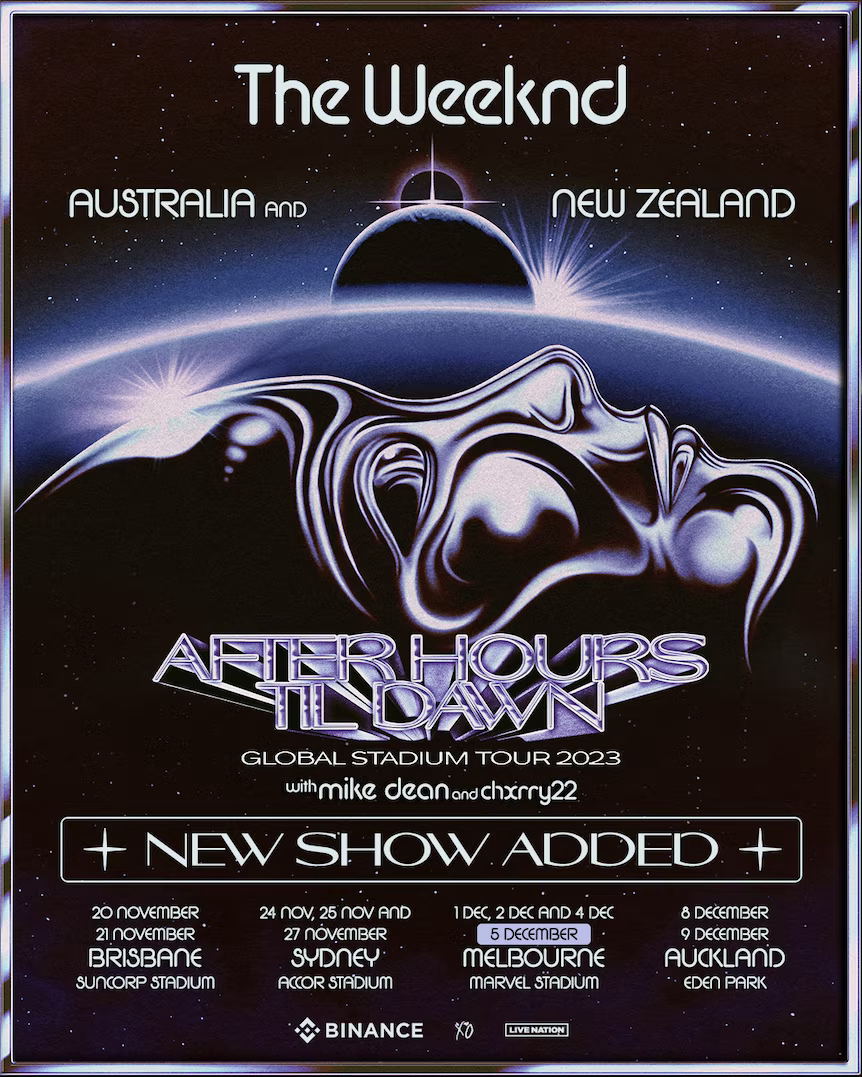 The Weeknd
AUSTRALIA AND NEW ZEALAND
AFTER HOURS
TIL DAWN
GLOBAL STADIUM TOUR 2023
with mike dean and chxrry22
NEW SHOW ADDED
20 NOVEMBER
21 NOVEMBER
BRISBANE
SUNCORP STADIUM
24 NOV, 25 NOV AND
27 NOVEMBER
SYDNEY
ACCOR STADIUM
1 DEC, 2 DEC AND 4 DEC
5 DECEMBER
MELBOURNE
MARVEL STADIUM
8 DECEMBER
9 DECEMBER
AUCKLAND
EDEN PARK
BINANCE
XO
LIVE NATION